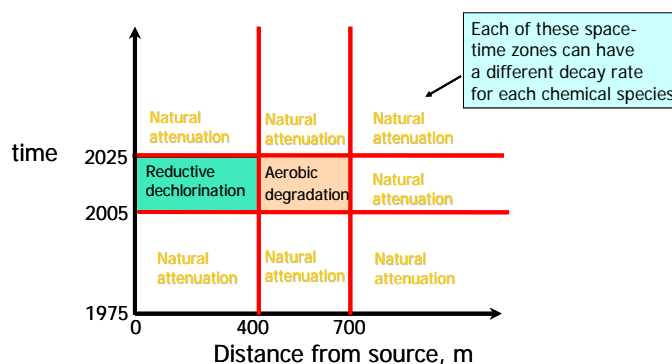 Each of these space-
time zones can have
a different decay rate
for each chemical species
Natural
attenuation
Natural
attenuation
Natural
attenuation
time
2025
Reductive
dechlorination
Aerobic
degradation
Natural
attenuation
2005
Natural
attenuation
Natural
attenuation
Natural
attenuation
1975
0
400
700
Distance from source, m